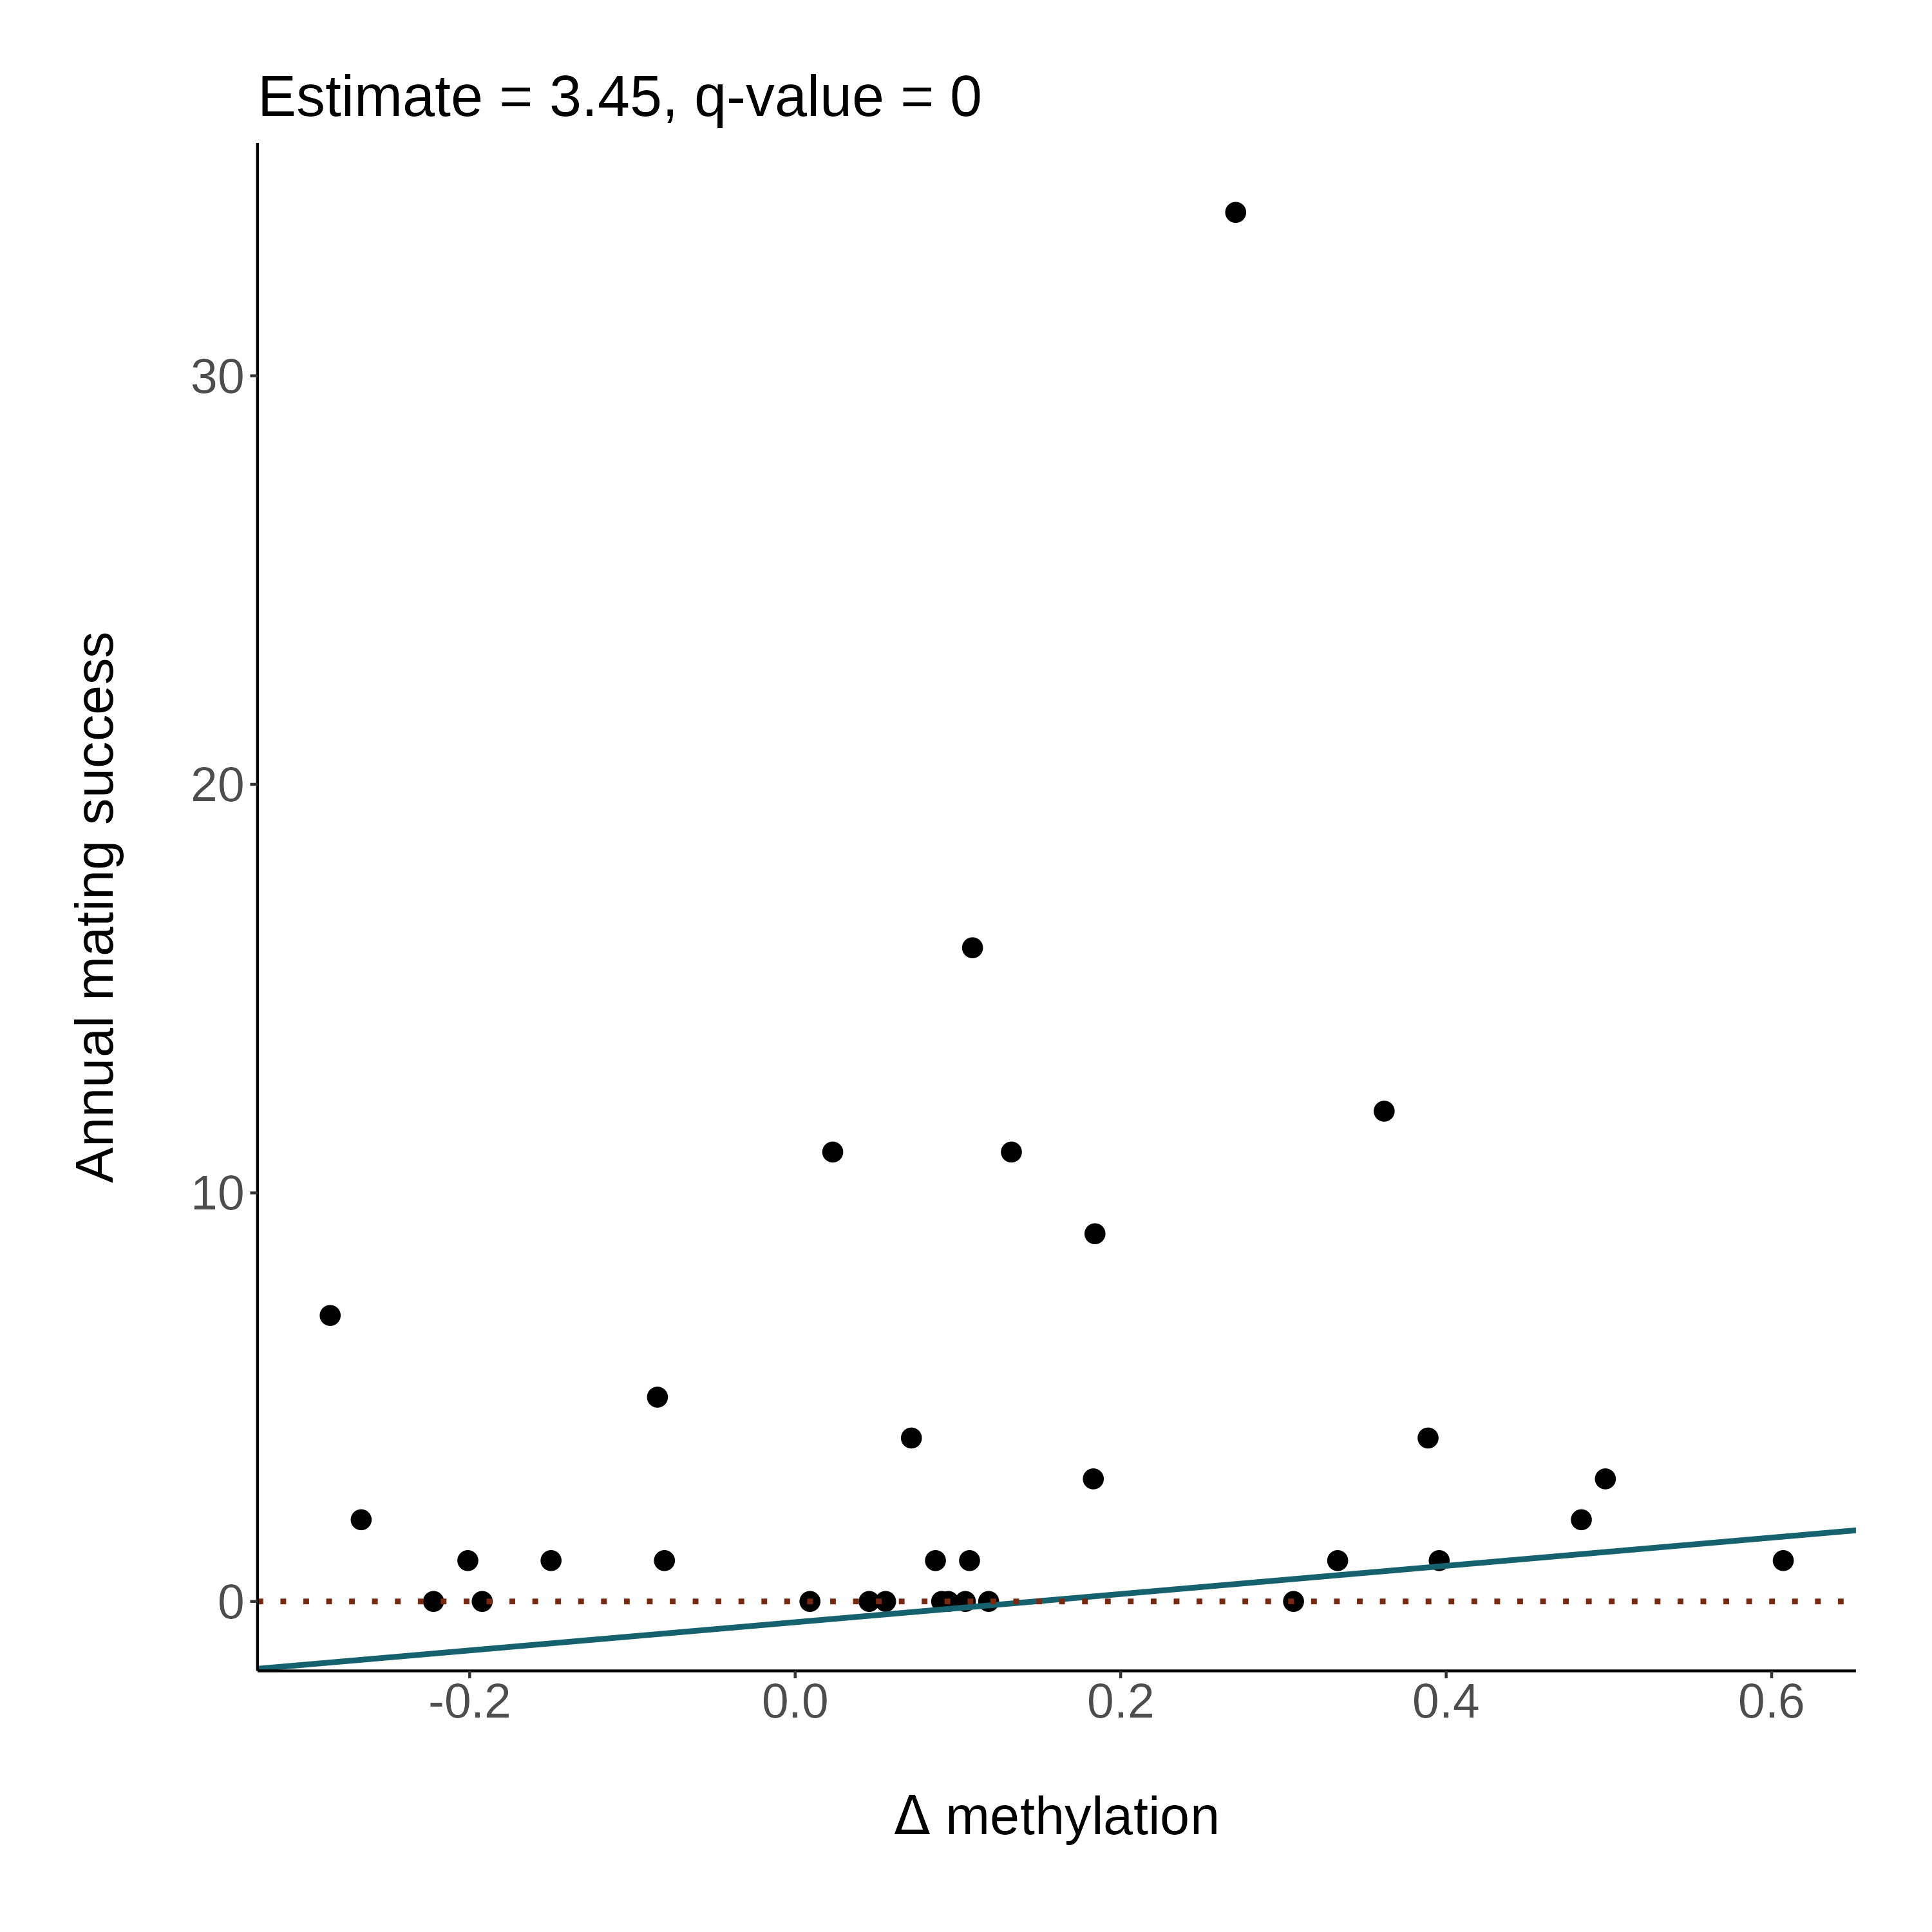 Estimate = 3.45, q-value = 0
Annual mating success
30
20
10
0
-0.2 0.0 0.2 0.4 0.6
Δ methylation